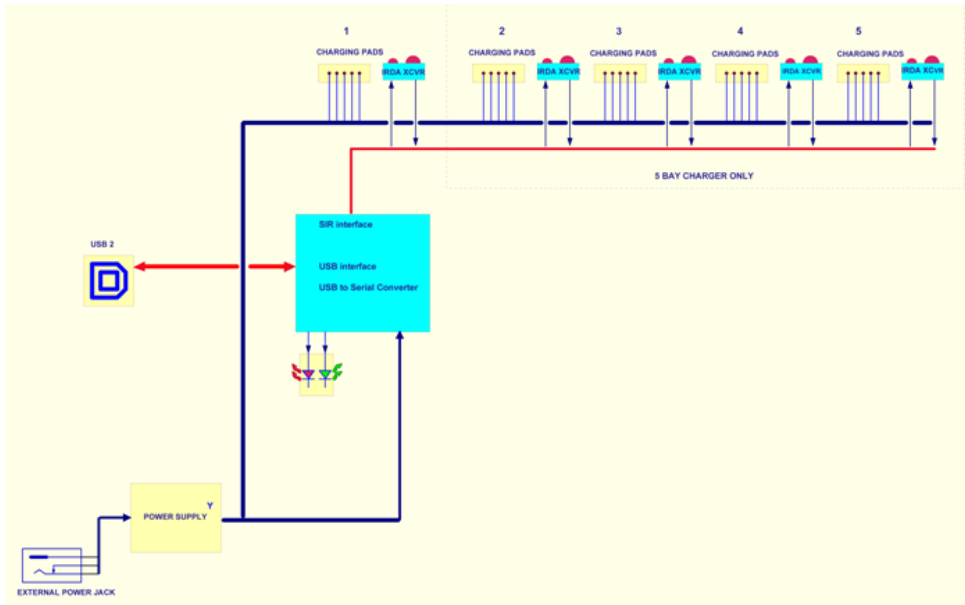 1
2
3
4
5
CHARGING PADS
CHARGING PADS
CHARGING PADS
CHARGING PADS
CHARGING PADS
IRDA XCVR
IRDA XCVR
IRDA XCVR
IRDA XCVR
IRDA XCVR
5 BAY CHARGER ONLY
SIR interface
USB 2
USB interface
USB to Serial Converter
Y
POWER SUPPLY
EXTERNAL POWER JACK